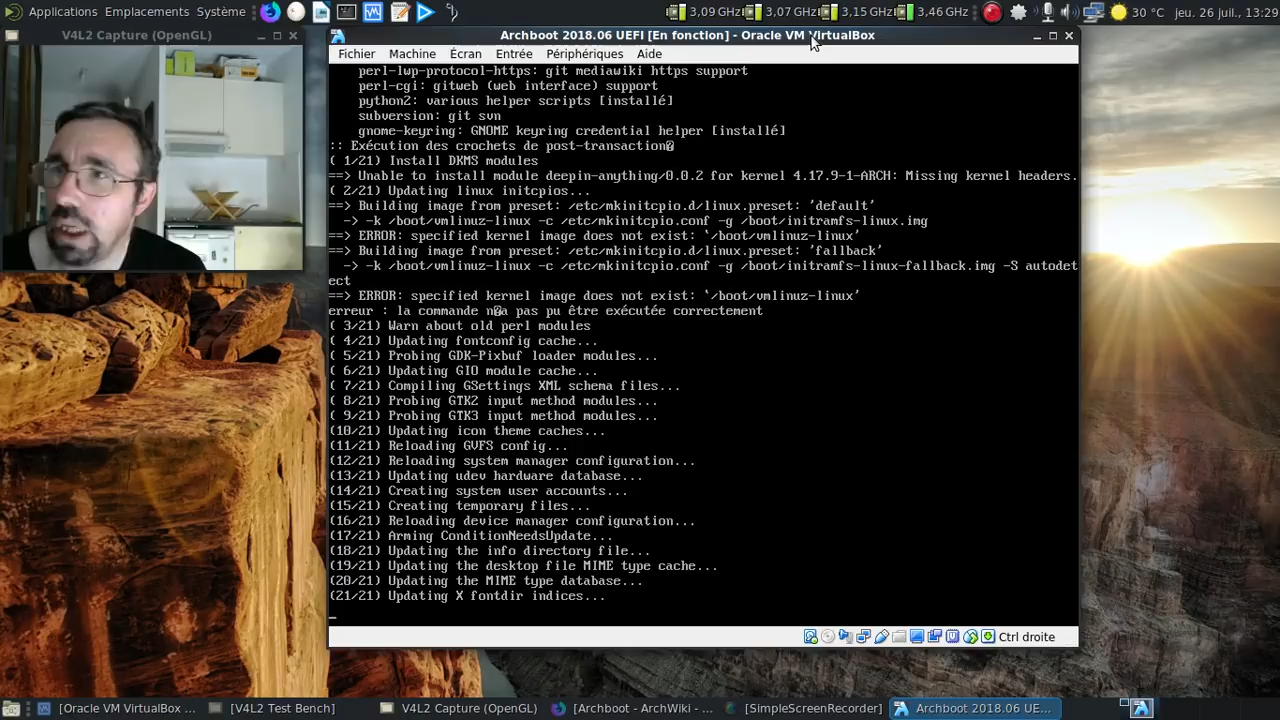 Applications Emplacements Système 3,09 GHz 3,07 GHz 3,15 GHz 3,46 GHz 30 °C jeu. 26 juil., 13:29
V4L2 Capture (OpenGL)
Archboot 2018.06 UEFI [En fonction] - Oracle VM VirtualBox
Fichier Machine Écran Entrée Périphériques Aide
perl-lwp-protocol-https: git mediawiki https support
perl-cgi: gitweb (web interface) support
python2: various helper scripts [installé]
subversion: git svn
gnome-keyring: GNOME keyring credential helper [installé]
:: Exécution des crochets de post-transaction�
( 1/21) Install DKMS modules
==> Unable to install module deepin-anything/0.0.2 for kernel 4.17.9-1-ARCH: Missing kernel headers.
( 2/21) Updating linux initcpios...
==> Building image from preset: /etc/mkinitcpio.d/linux.preset: 'default'
-> -k /boot/vmlinuz-linux -c /etc/mkinitcpio.conf -g /boot/initramfs-linux.img
==> ERROR: specified kernel image does not exist: `/boot/vmlinuz-linux'
==> Building image from preset: /etc/mkinitcpio.d/linux.preset: 'fallback'
-> -k /boot/vmlinuz-linux -c /etc/mkinitcpio.conf -g /boot/initramfs-linux-fallback.img -S autodet
ect
==> ERROR: specified kernel image does not exist: `/boot/vmlinuz-linux'
erreur : la commande n�a pas pu être exécutée correctement
( 3/21) Warn about old perl modules
( 4/21) Updating fontconfig cache...
( 5/21) Probing GDK-Pixbuf loader modules...
( 6/21) Updating GIO module cache...
( 7/21) Compiling GSettings XML schema files...
( 8/21) Probing GTK2 input method modules...
( 9/21) Probing GTK3 input method modules...
(10/21) Updating icon theme caches...
(11/21) Reloading GVFS config...
(12/21) Reloading system manager configuration...
(13/21) Updating udev hardware database...
(14/21) Creating system user accounts...
(15/21) Creating temporary files...
(16/21) Reloading device manager configuration...
(17/21) Arming ConditionNeedsUpdate...
(18/21) Updating the info directory file...
(19/21) Updating the desktop file MIME type cache...
(20/21) Updating the MIME type database...
(21/21) Updating X fontdir indices...
_
Ctrl droite
[Oracle VM VirtualBox ... [V4L2 Test Bench] V4L2 Capture (OpenGL) [Archboot - ArchWiki - ... [SimpleScreenRecorder] Archboot 2018.06 UE...